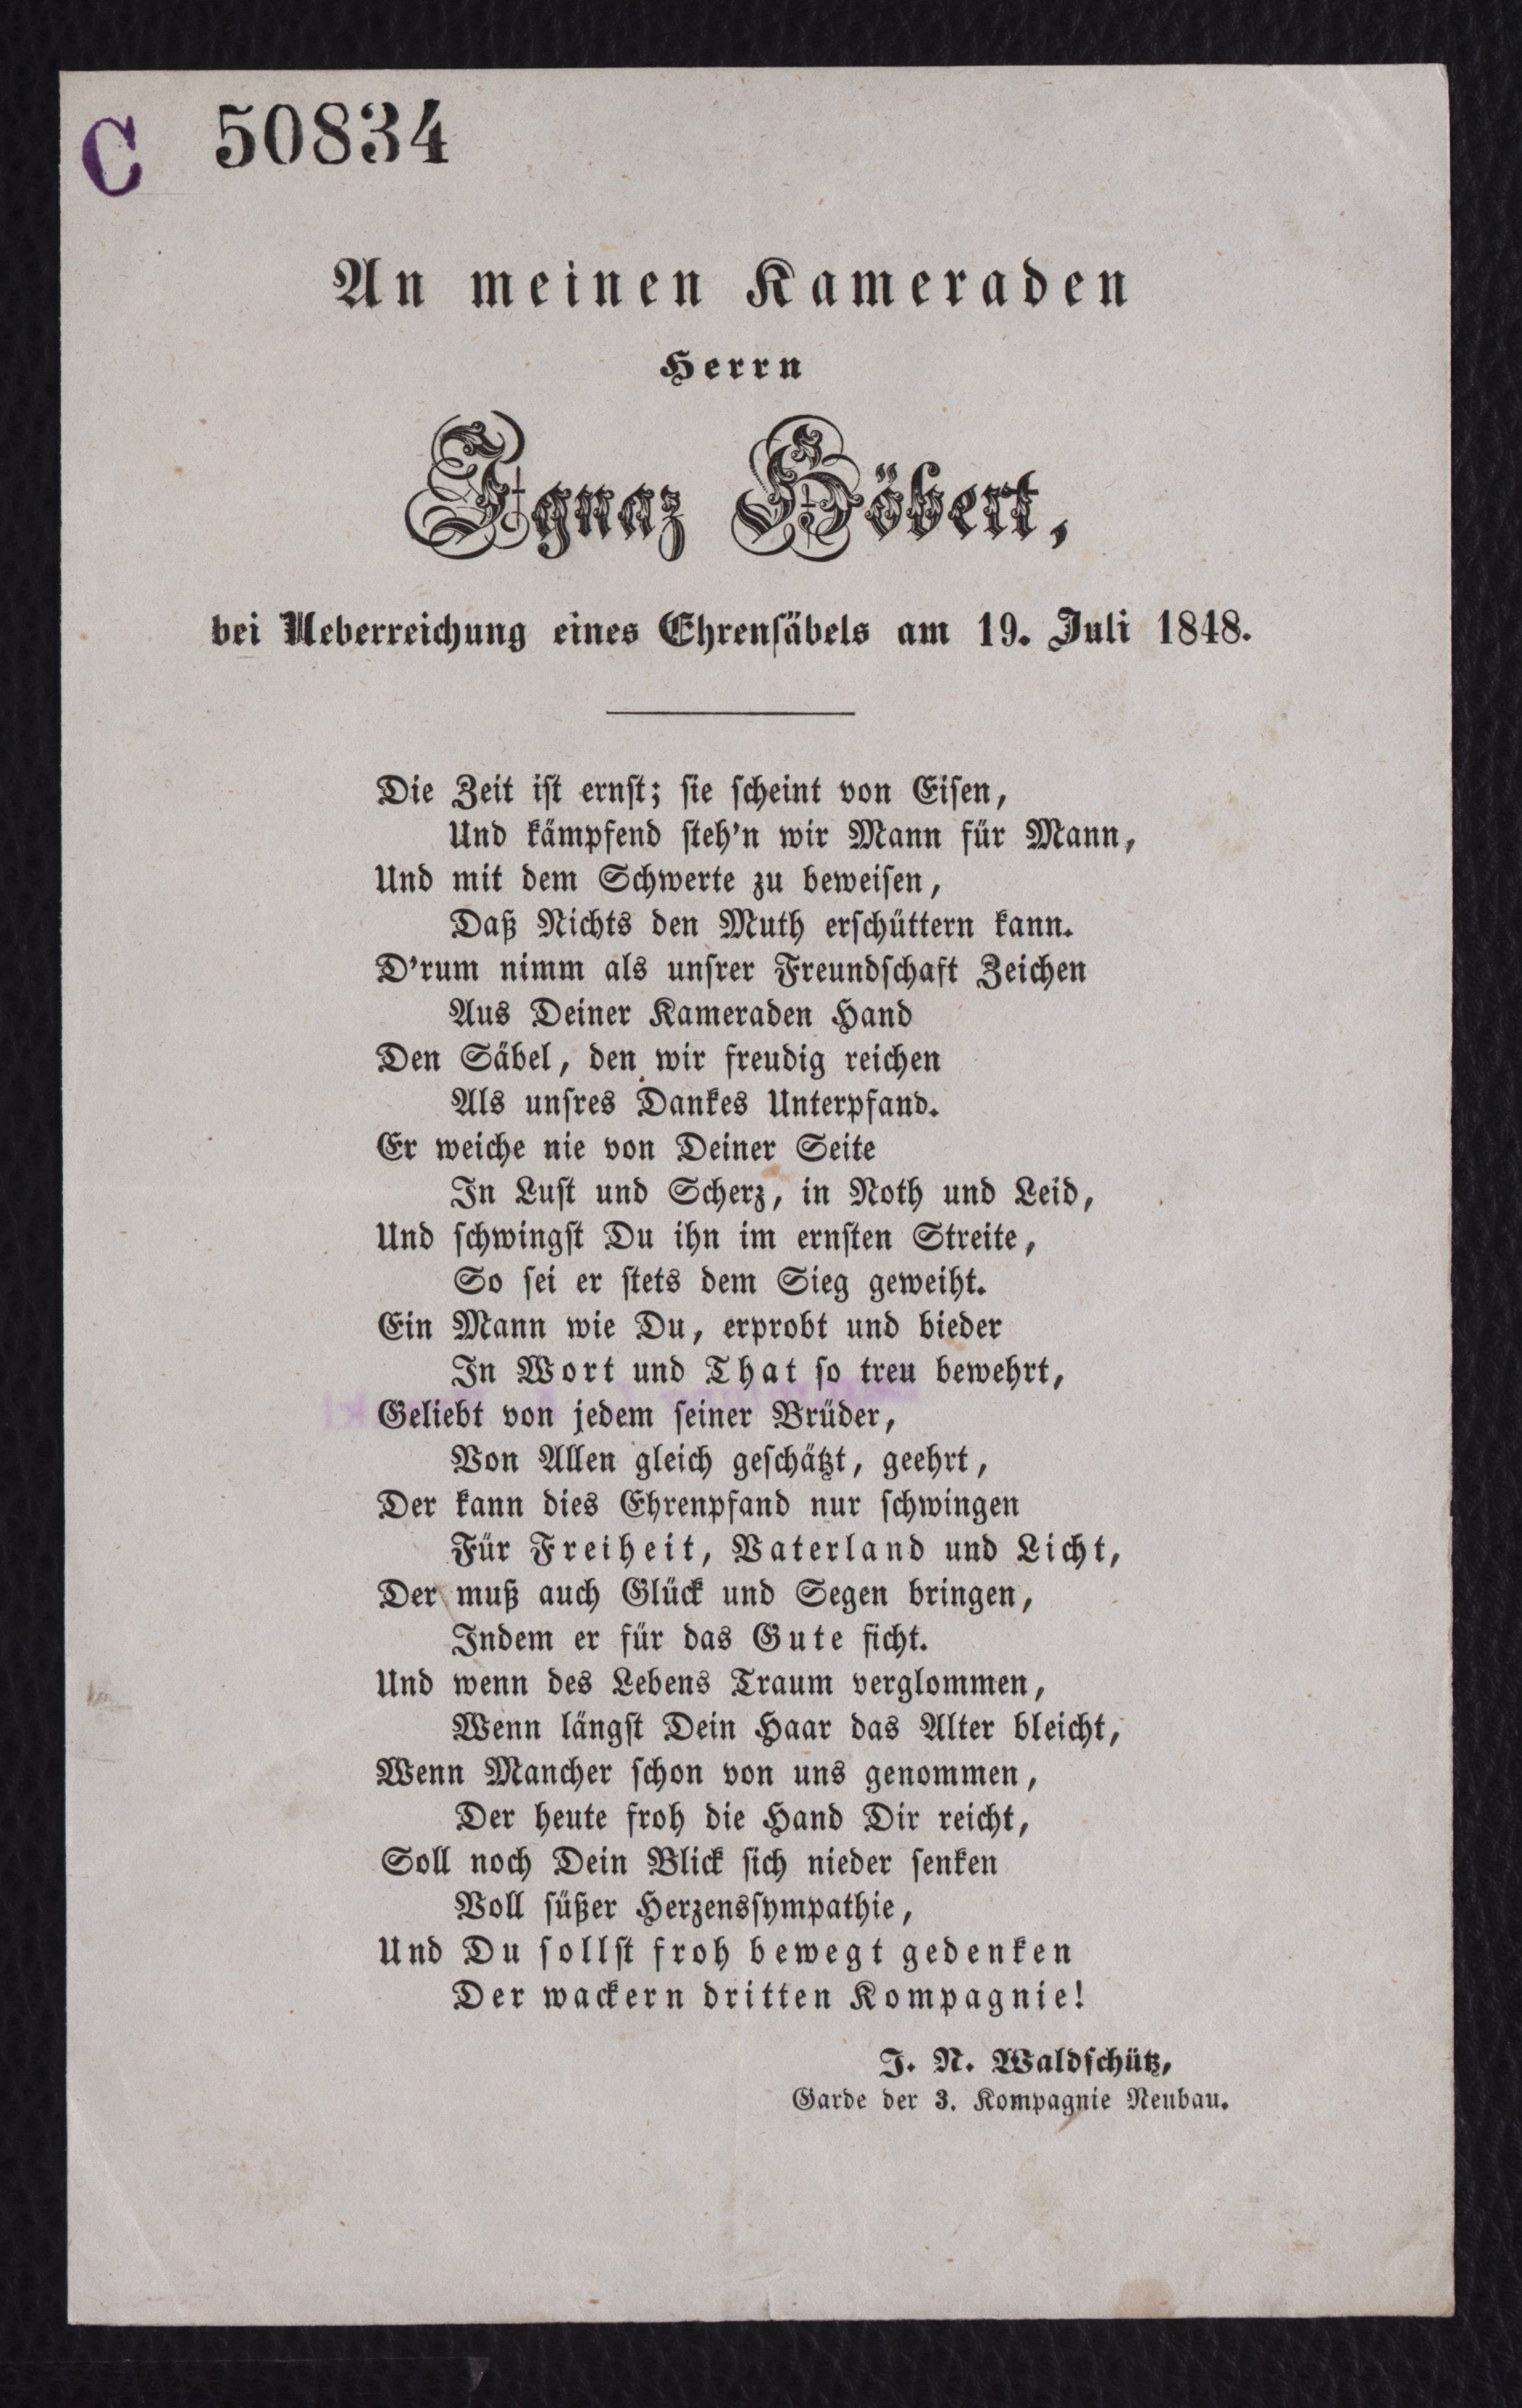 C 50834
An meinen Kameraden
Herrn
Ignaz Höbert,
bei Ueberreichung eines Ehrensäbels am 19. Juli 1848.
Die Zeit ist ernst; sie scheint von Eisen,
Und kämpfend steh'n wir Mann für Mann,
Und mit dem Schwerte zu beweisen,
Daß Nichts den Muth erschüttern kann.
D'rum nimm als unsrer Freundschaft Zeichen
Aus Deiner Kameraden Hand
Den Säbel, den wir freudig reichen
Als unsres Dankes Unterpfand.
Er weiche nie von Deiner Seite
In Lust und Scherz, in Noth und Leid,
Und schwingst Du ihn im ernsten Streite,
So sei er stets dem Sieg geweiht.
Ein Mann wie Du, erprobt und bieder
In Wort und That so treu bewehrt,
Geliebt von jedem seiner Brüder,
Von Allen gleich geschätzt, geehrt,
Der kann dies Ehrenpfand nur schwingen
Für Freiheit, Vaterland und Licht,
Der muß auch Glück und Segen bringen,
Indem er für das Gute ficht.
Und wenn des Lebens Traum verglommen,
Wenn längst Dein Haar das Alter bleicht,
Wenn Mancher schon von uns genommen,
Der heute froh die Hand Dir reicht,
Soll noch Dein Blick sich nieder senken
Voll süßer Herzenssympathie,
Und Du sollst froh bewegt gedenken
Der wackern dritten Kompagnie!
J. N. Waldschütz,
Garde der 3. Kompagnie Neubau.